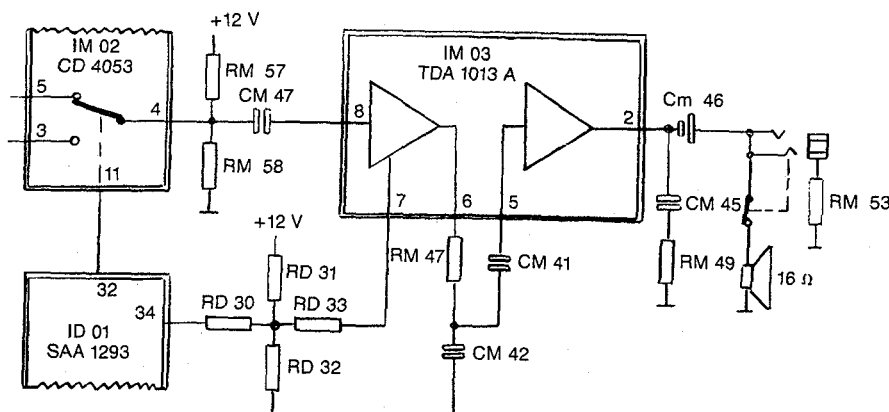 +12 V
IM 02
CD 4053
5
3
4
11
RM 57
CM 47
RM 58
IM 03
TDA 1013 A
8
7
6
5
2
Cm 46
CM 45
RM 53
RM 49
16 Ω
RM 47
CM 41
CM 42
+12 V
RD 31
RD 30
RD 33
RD 32
32
34
ID 01
SAA 1293